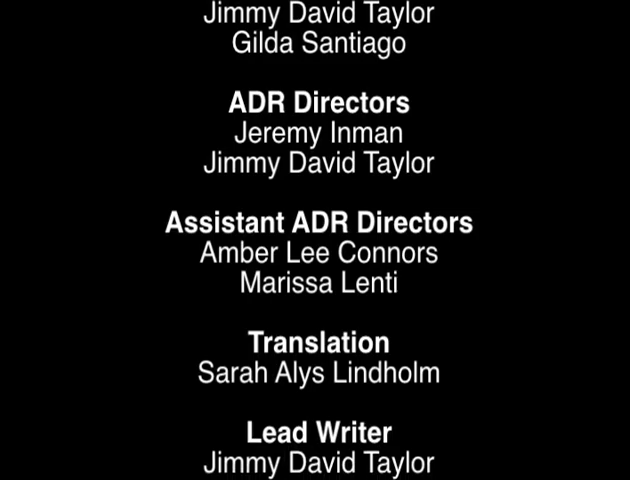 Jimmy David Taylor
Gilda Santiago
ADR Directors
Jeremy Inman
Jimmy David Taylor
Assistant ADR Directors
Amber Lee Connors
Marissa Lenti
Translation
Sarah Alys Lindholm
Lead Writer
Jimmy David Taylor